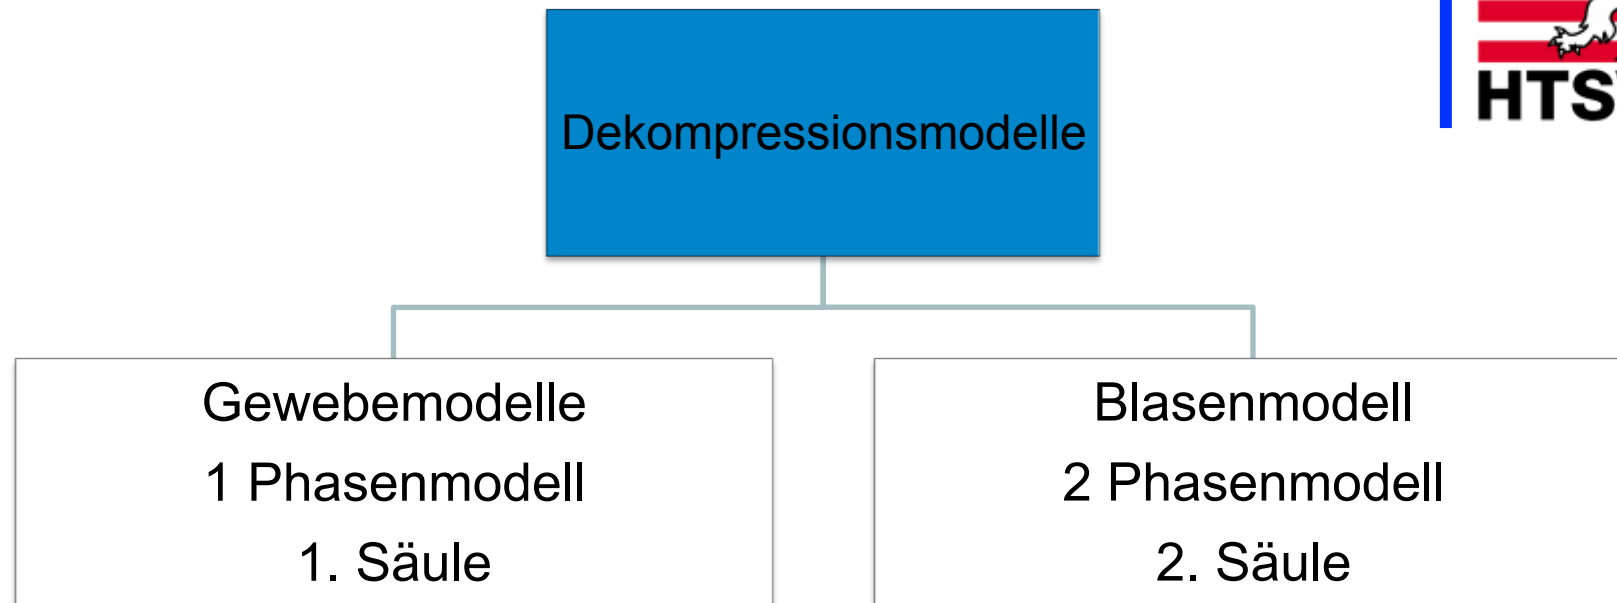 HTS
Dekompressionsmodelle
Gewebemodelle
1 Phasenmodell
1. Säule
Blasenmodell
2 Phasenmodell
2. Säule